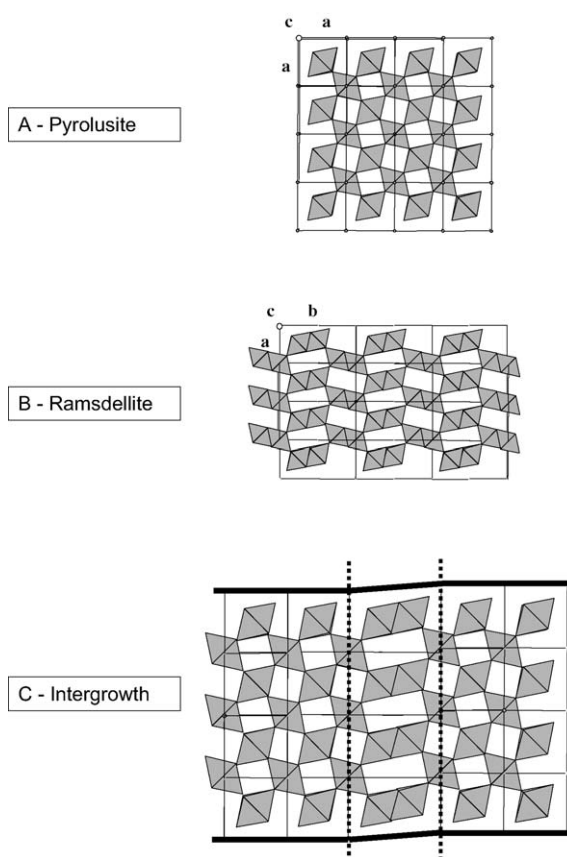 c a
a
A - Pyrolusite
c b
a
B - Ramsdellite
C - Intergrowth